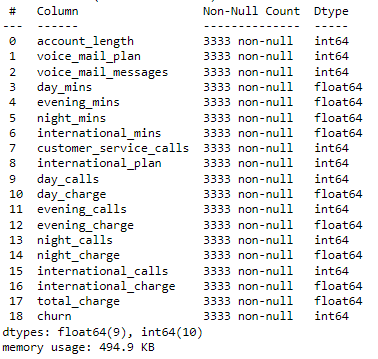 #   Column                  Non-Null Count  Dtype
---  ------                  --------------  -----
0   account_length          3333 non-null   int64
1   voice_mail_plan         3333 non-null   int64
2   voice_mail_messages     3333 non-null   int64
3   day_mins                3333 non-null   float64
4   evening_mins            3333 non-null   float64
5   night_mins              3333 non-null   float64
6   international_mins      3333 non-null   float64
7   customer_service_calls  3333 non-null   int64
8   international_plan      3333 non-null   int64
9   day_calls               3333 non-null   int64
10  day_charge              3333 non-null   float64
11  evening_calls           3333 non-null   int64
12  evening_charge          3333 non-null   float64
13  night_calls             3333 non-null   int64
14  night_charge            3333 non-null   float64
15  international_calls     3333 non-null   int64
16  international_charge    3333 non-null   float64
17  total_charge            3333 non-null   float64
18  churn                   3333 non-null   int64
dtypes: float64(9), int64(10)
memory usage: 494.9 KB